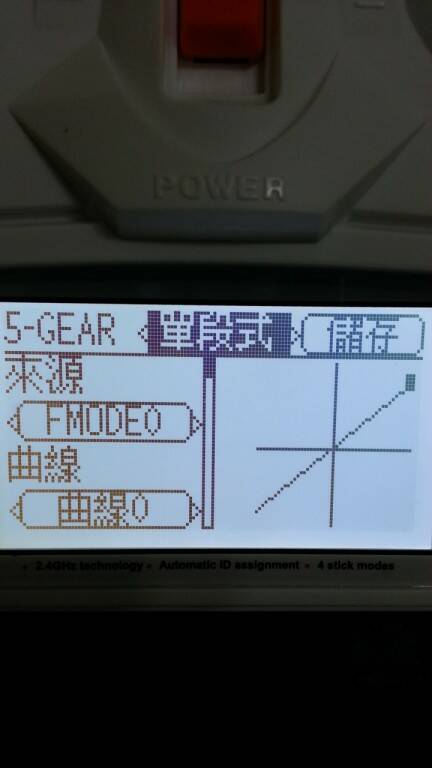 POWER
5-GEAR 單段式 儲存
來源
FMODE0
曲線
曲線0
2.4GHz technology • Automatic ID assignment • 4 stick modes